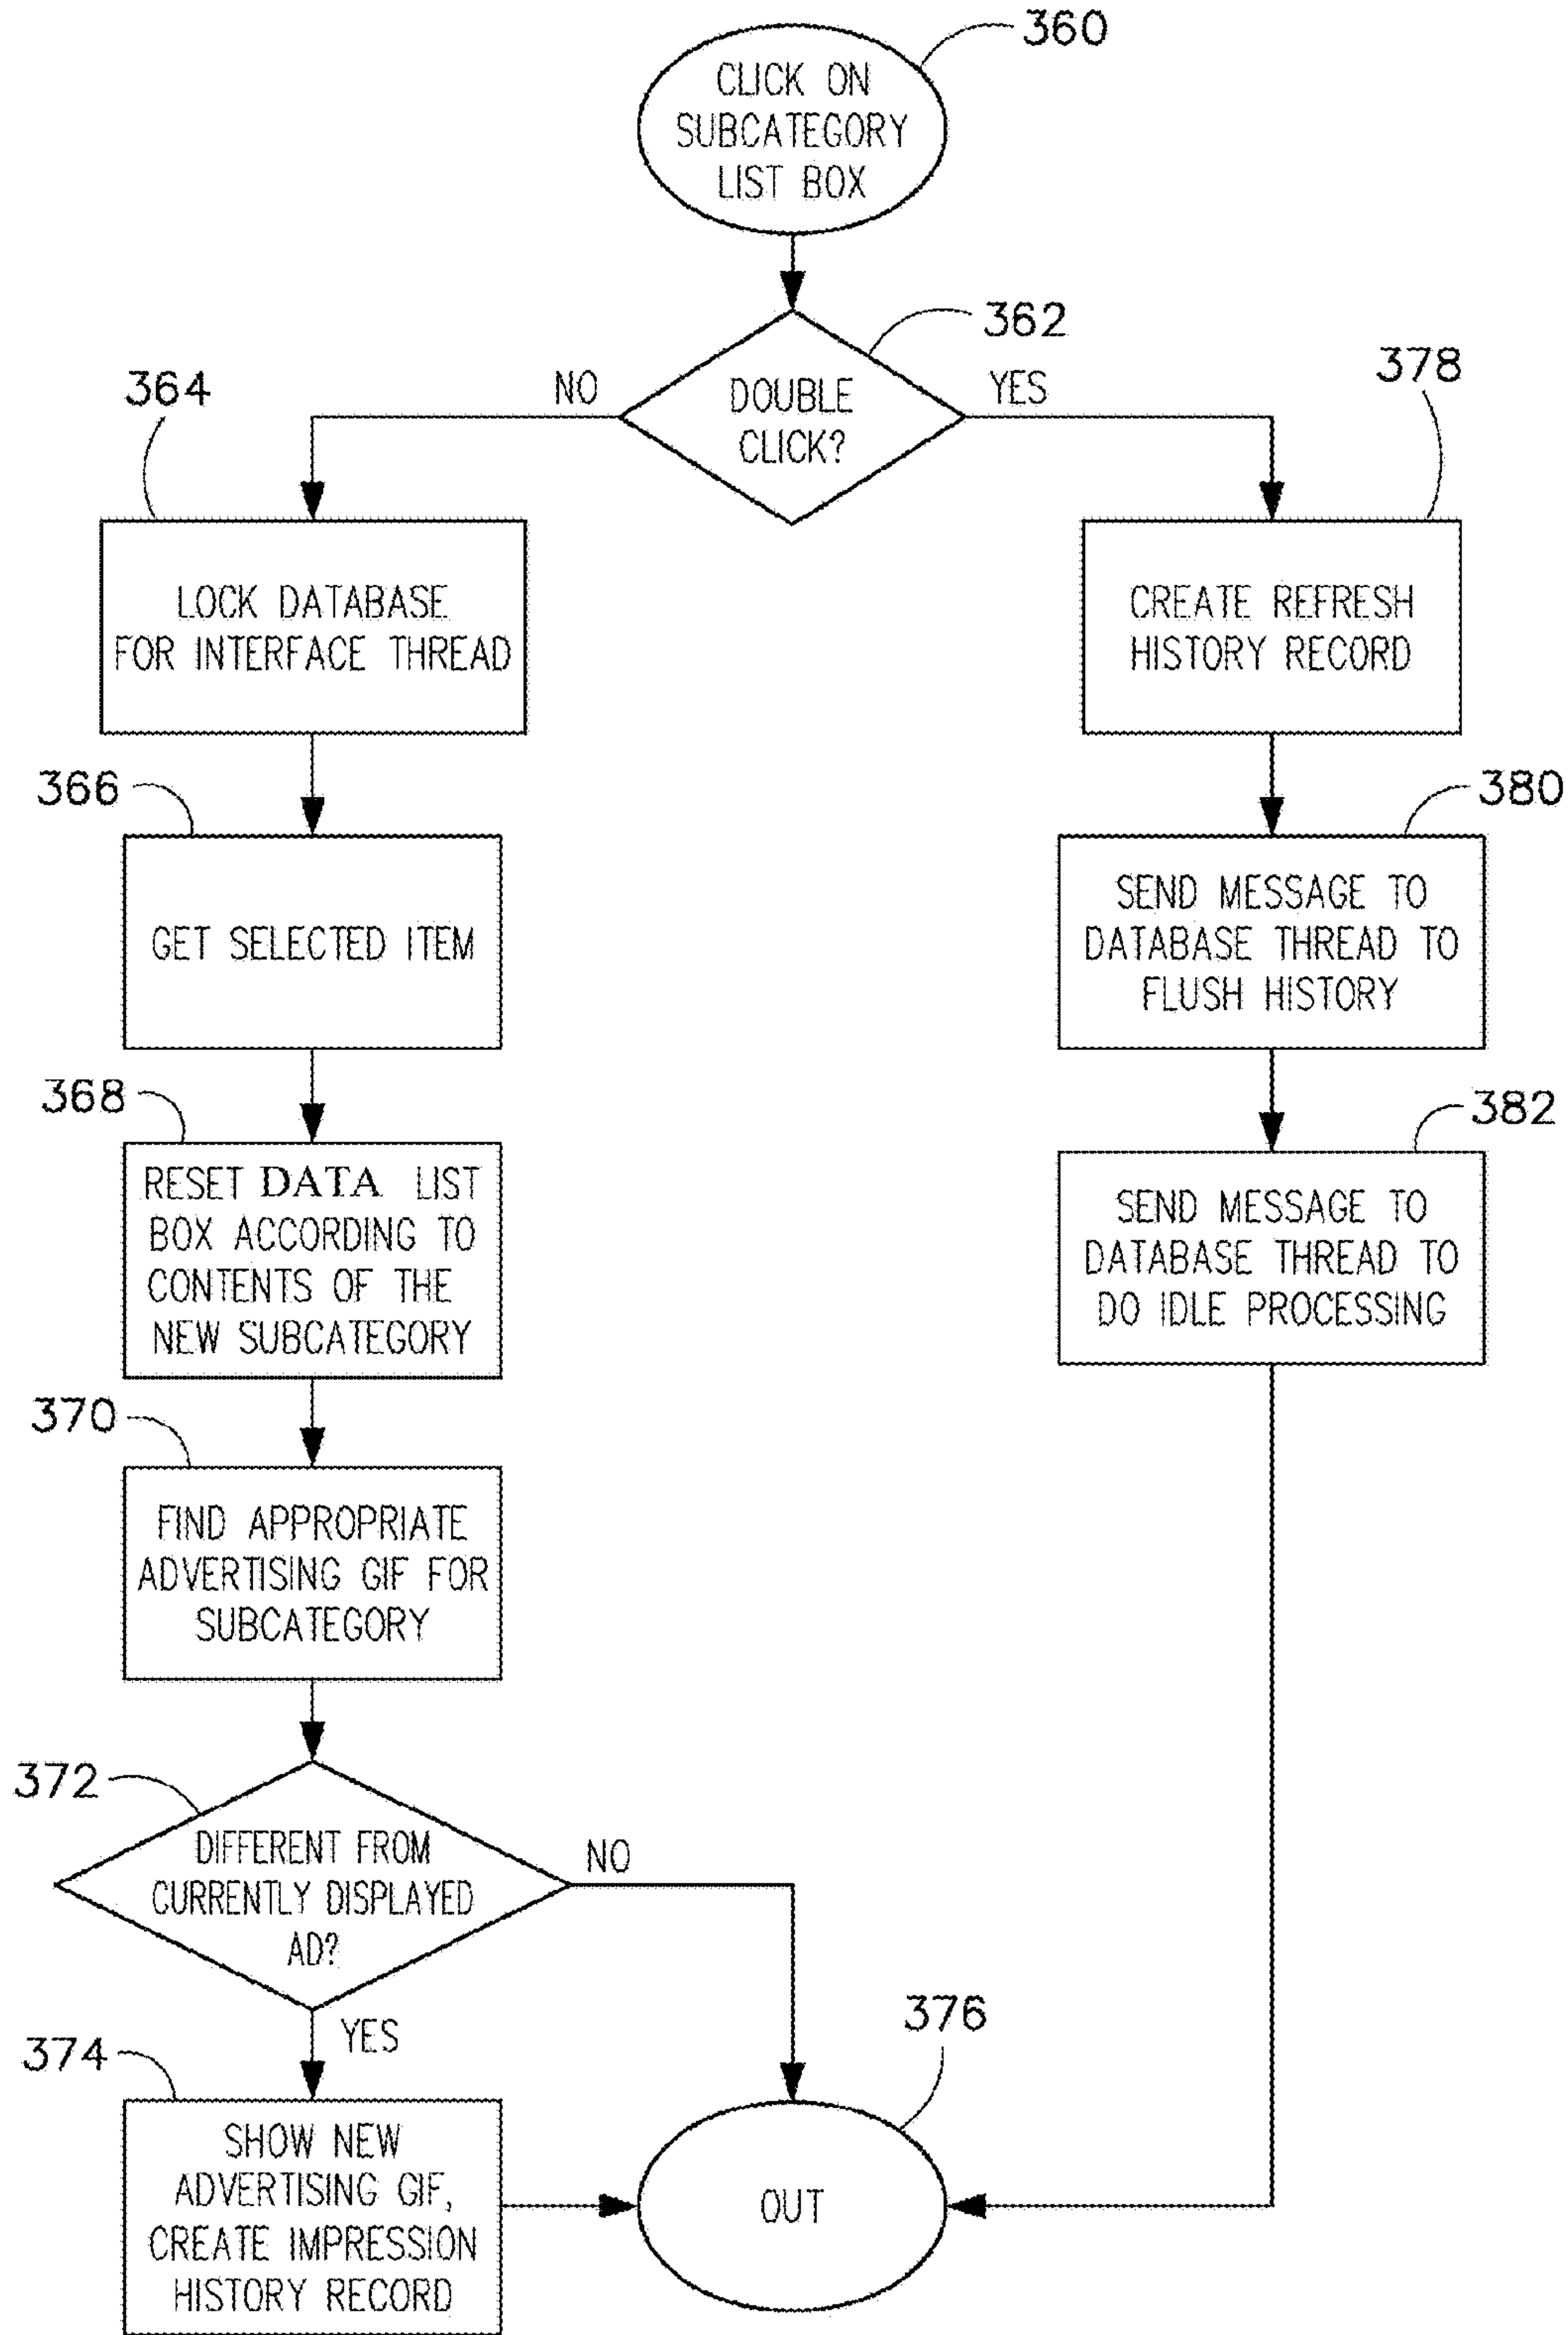 360
CLICK ON
SUBCATEGORY
LIST BOX
362
DOUBLE
CLICK?
NO
YES
364
LOCK DATABASE
FOR INTERFACE THREAD
378
CREATE REFRESH
HISTORY RECORD
366
GET SELECTED ITEM
380
SEND MESSAGE TO
DATABASE THREAD TO
FLUSH HISTORY
368
RESET DATA LIST
BOX ACCORDING TO
CONTENTS OF THE
NEW SUBCATEGORY
382
SEND MESSAGE TO
DATABASE THREAD TO
DO IDLE PROCESSING
370
FIND APPROPRIATE
ADVERTISING GIF FOR
SUBCATEGORY
372
DIFFERENT FROM
CURRENTLY DISPLAYED
AD?
NO
YES
374
SHOW NEW
ADVERTISING GIF,
CREATE IMPRESSION
HISTORY RECORD
376
OUT